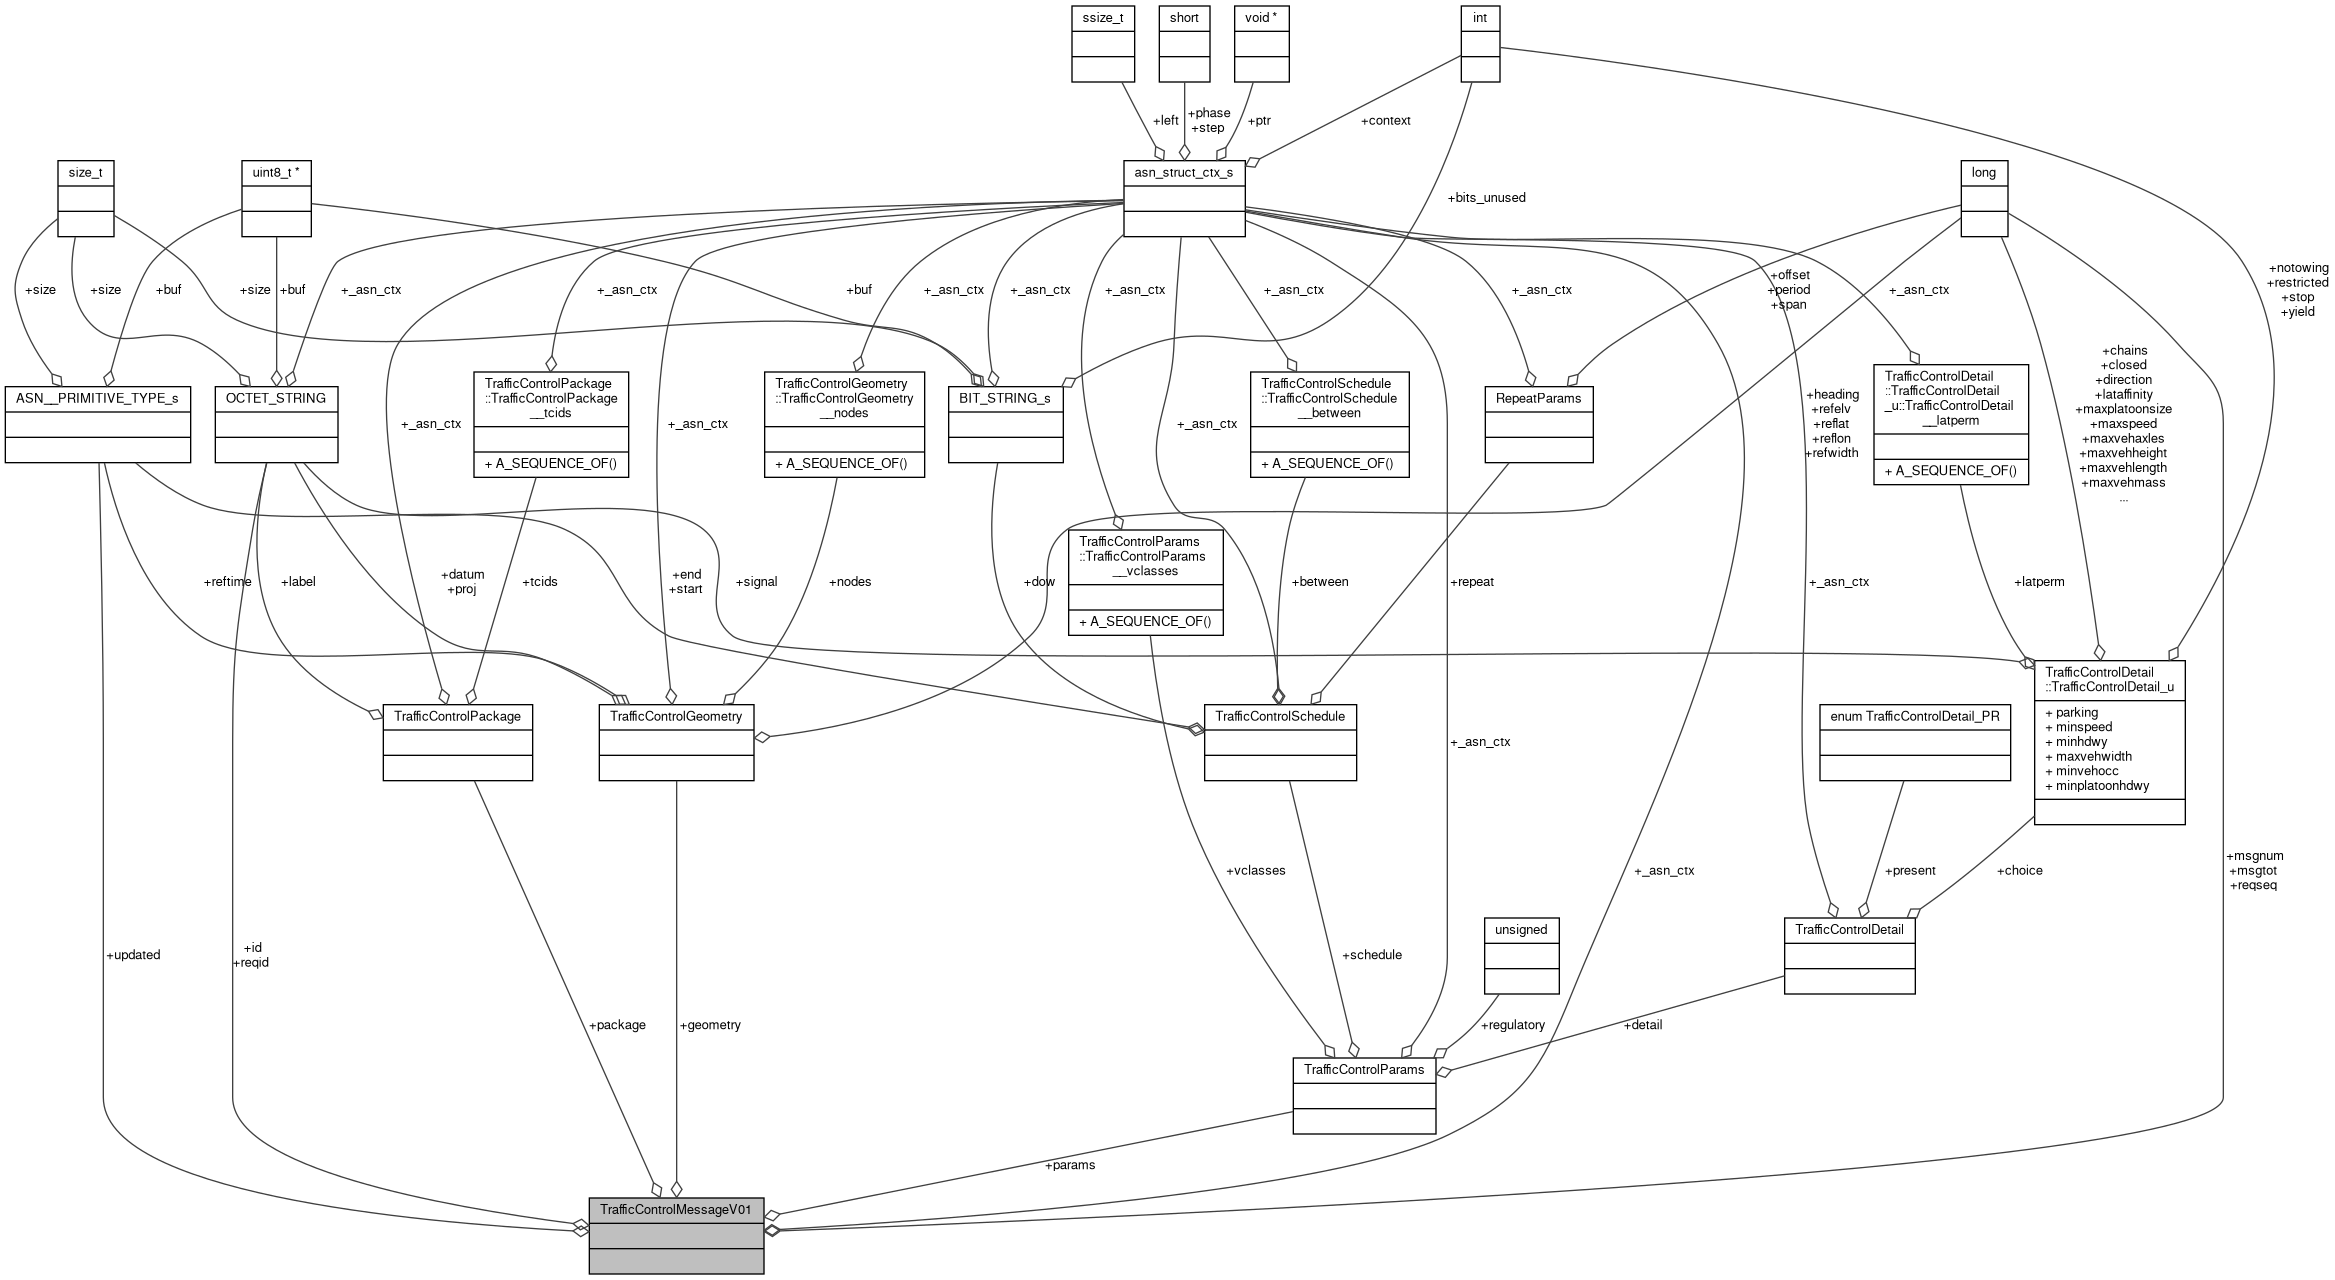 ssize_t
short
void *
int
+left
+phase
+step
+ptr
+context
size_t
uint8_t *
asn_struct_ctx_s
long
+bits_unused
+size
+size
+buf
+size
+buf
+_asn_ctx
+_asn_ctx
+buf
+_asn_ctx
+_asn_ctx
+_asn_ctx
+_asn_ctx
+_asn_ctx
+offset
+period
+span
+_asn_ctx
+notowing
+restricted
+stop
+yield
ASN__PRIMITIVE_TYPE_s
OCTET_STRING
TrafficControlPackage
::TrafficControlPackage
__tcids
+ A_SEQUENCE_OF()
TrafficControlGeometry
::TrafficControlGeometry
__nodes
+ A_SEQUENCE_OF()
BIT_STRING_s
TrafficControlSchedule
::TrafficControlSchedule
__between
+ A_SEQUENCE_OF()
RepeatParams
TrafficControlDetail
::TrafficControlDetail
_u::TrafficControlDetail
__latperm
+ A_SEQUENCE_OF()
+chains
+closed
+direction
+lataffinity
+maxplatoonsize
+maxspeed
+maxvehaxles
+maxvehheight
+maxvehlength
+maxvehmass
...
+_asn_ctx
+_asn_ctx
+_asn_ctx
+heading
+refelv
+reflat
+reflon
+refwidth
TrafficControlParams
::TrafficControlParams
__vclasses
+ A_SEQUENCE_OF()
+reftime
+label
+datum
+proj
+tcids
+end
+start
+signal
+nodes
+dow
+between
+repeat
+_asn_ctx
+latperm
TrafficControlPackage
TrafficControlGeometry
TrafficControlSchedule
+_asn_ctx
enum TrafficControlDetail_PR
TrafficControlDetail
::TrafficControlDetail_u
+ parking
+ minspeed
+ minhdwy
+ maxvehwidth
+ minvehocc
+ minplatoonhdwy
+vclasses
+_asn_ctx
+present
+choice
+msgnum
+msgtot
+reqseq
+updated
+id
+reqid
+schedule
unsigned
TrafficControlDetail
+package
+geometry
+regulatory
+detail
TrafficControlParams
+params
TrafficControlMessageV01